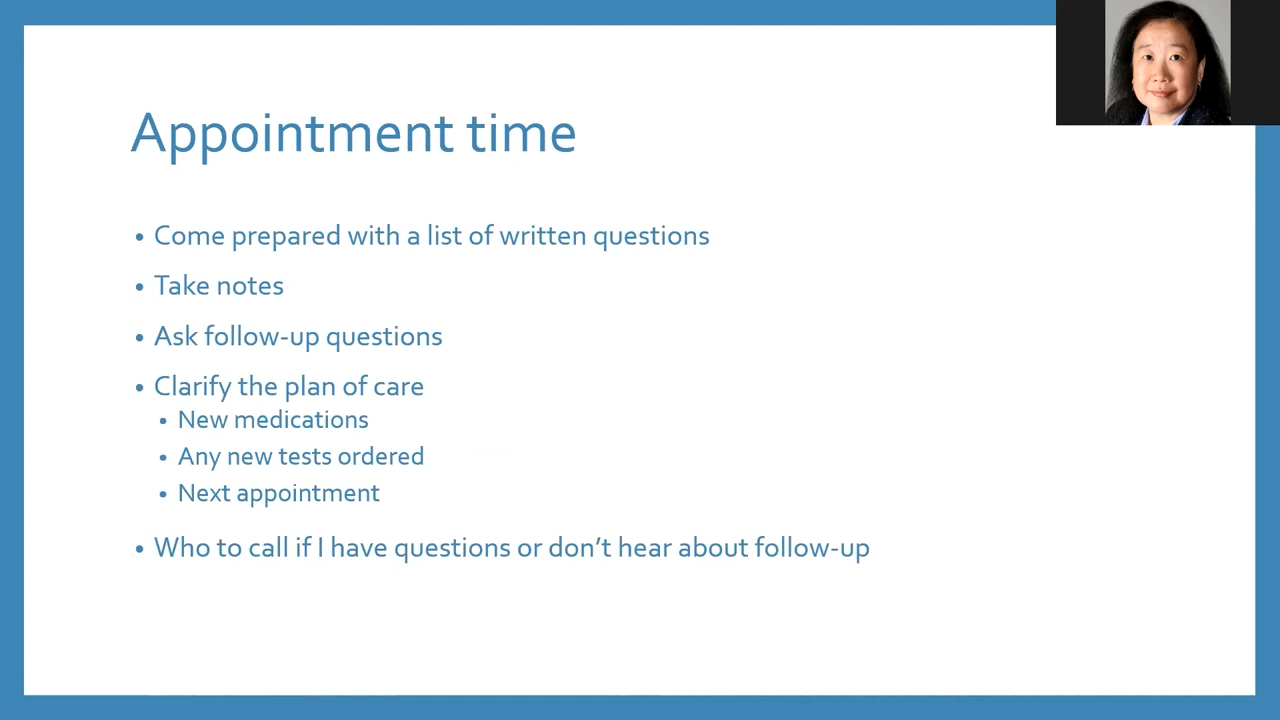 Appointment time
• Come prepared with a list of written questions
• Take notes
• Ask follow-up questions
• Clarify the plan of care
• New medications
• Any new tests ordered
• Next appointment
• Who to call if I have questions or don’t hear about follow-up